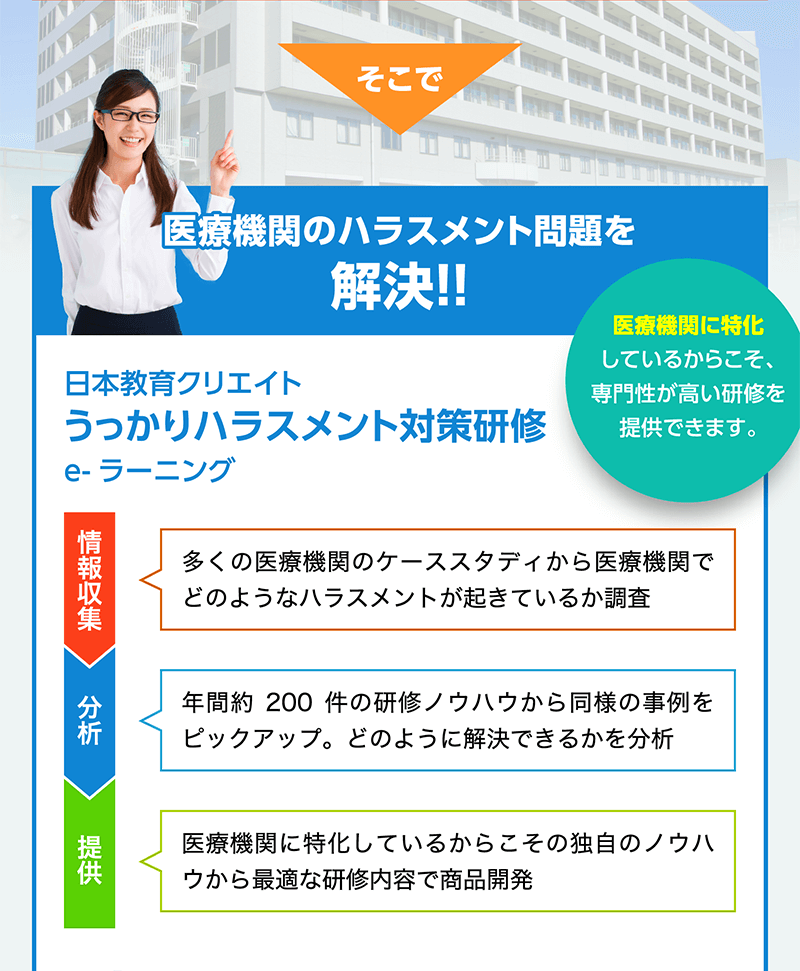 そこで
医療機関のハラスメント問題を
解決!!
医療機関に特化
しているからこそ、
専門性が高い研修を
提供できます。
日本教育クリエイト
うっかりハラスメント対策研修
e-ラーニング
情報収集
多くの医療機関のケーススタディから医療機関で
どのようなハラスメントが起きているか調査
分析
年間約 200 件の研修ノウハウから同様の事例を
ピックアップ。どのように解決できるかを分析
提供
医療機関に特化しているからこその独自のノウハ
ウから最適な研修内容で商品開発